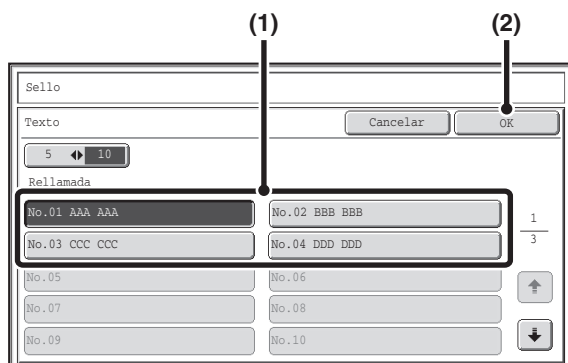 (1) (2)
Sello
Texto Cancelar OK
5 10
Rellamada
No.01 AAA AAA No.02 BBB BBB
No.03 CCC CCC No.04 DDD DDD
1
3
No.05 No.06
No.07 No.08
No.09 No.10